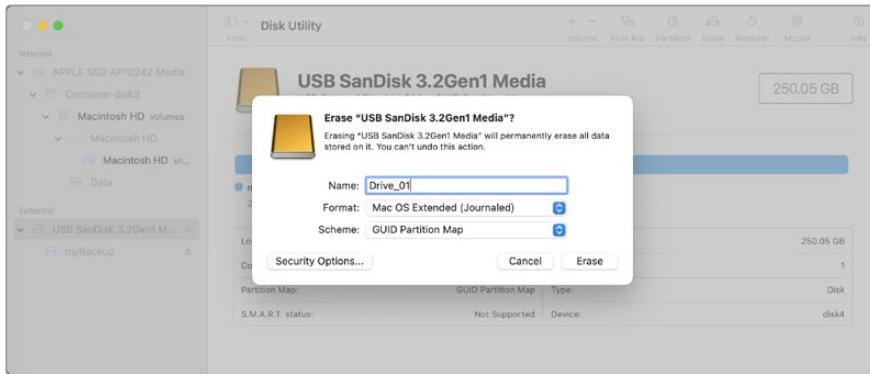 Disk Utility
View
Volume First Aid Partition Erase Restore Mount Info
Internal
APPLE SSD AP1024Z Media
Container disk3
Macintosh HD volumes
Macintosh HD
Macintosh HD sn...
Data
External
USB SanDisk 3.2Gen1 M...
myBackup
USB SanDisk 3.2Gen1 Media
250.05 GB
Erase “USB SanDisk 3.2Gen1 Media”?
Erasing “USB SanDisk 3.2Gen1 Media” will permanently erase all data
stored on it. You can't undo this action.
Name: Drive_01
Format: Mac OS Extended (Journaled)
Scheme: GUID Partition Map
Security Options... Cancel Erase
250.05 GB
1
Partition Map: GUID Partition Map Type: Disk
S.M.A.R.T. status: Not Supported Device: disk4